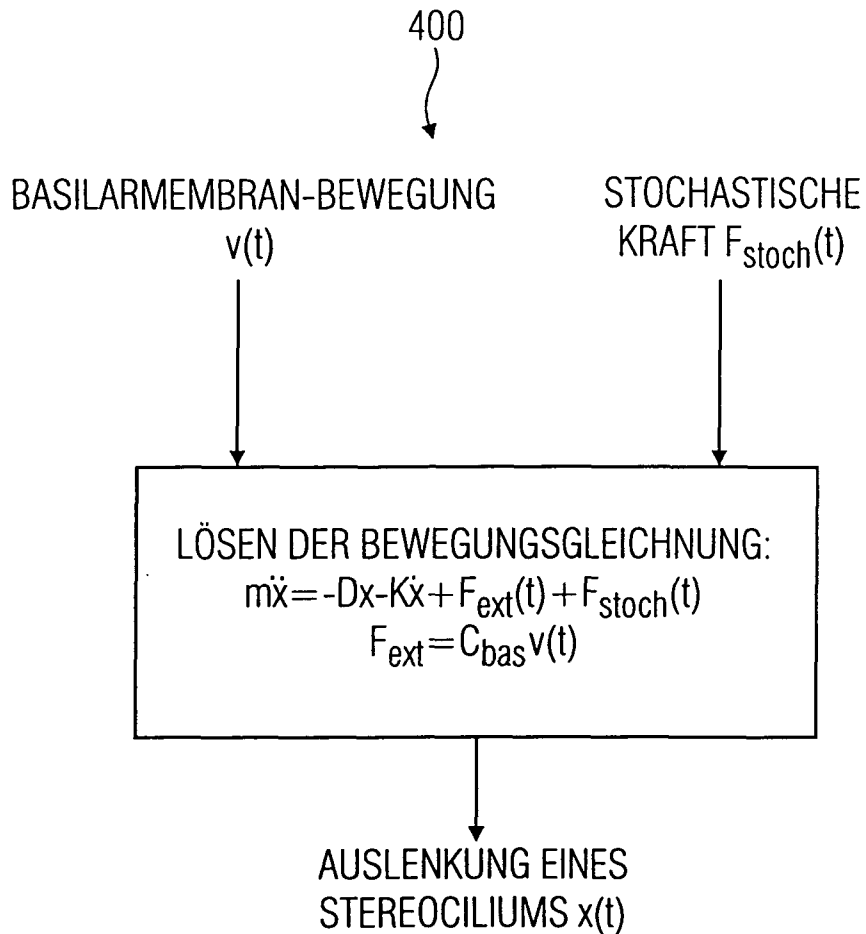 400
BASILARMEMBRAN-BEWEGUNG
v(t)
STOCHASTISCHE
KRAFT F_stoch(t)
LÖSEN DER BEWEGUNGSGLEICHNUNG:
mẍ=-Dx-Kẋ+F_ext(t)+F_stoch(t)
F_ext=C_bas v(t)
AUSLENKUNG EINES
STEREOCILIUMS x(t)